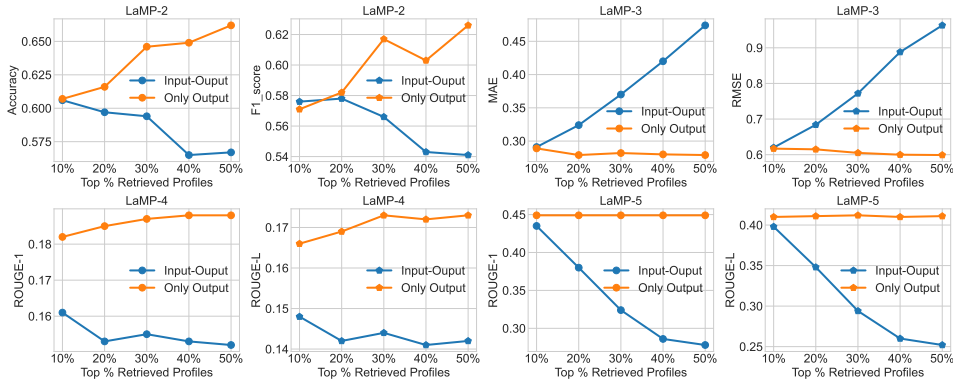 LaMP-2
Accuracy
0.650
0.625
0.600
0.575
Input-Ouput
Only Output
10% 20% 30% 40% 50%
Top % Retrieved Profiles
LaMP-2
F1_score
0.62
0.60
0.58
0.56
0.54
Input-Ouput
Only Output
10% 20% 30% 40% 50%
Top % Retrieved Profiles
LaMP-3
MAE
0.45
0.40
0.35
0.30
Input-Ouput
Only Output
10% 20% 30% 40% 50%
Top % Retrieved Profiles
LaMP-3
RMSE
0.9
0.8
0.7
0.6
Input-Ouput
Only Output
10% 20% 30% 40% 50%
Top % Retrieved Profiles
LaMP-4
ROUGE-1
0.18
0.17
0.16
Input-Ouput
Only Output
10% 20% 30% 40% 50%
Top % Retrieved Profiles
LaMP-4
ROUGE-L
0.17
0.16
0.15
0.14
Input-Ouput
Only Output
10% 20% 30% 40% 50%
Top % Retrieved Profiles
LaMP-5
ROUGE-1
0.45
0.40
0.35
0.30
Input-Ouput
Only Output
10% 20% 30% 40% 50%
Top % Retrieved Profiles
LaMP-5
ROUGE-L
0.40
0.35
0.30
0.25
Input-Ouput
Only Output
10% 20% 30% 40% 50%
Top % Retrieved Profiles